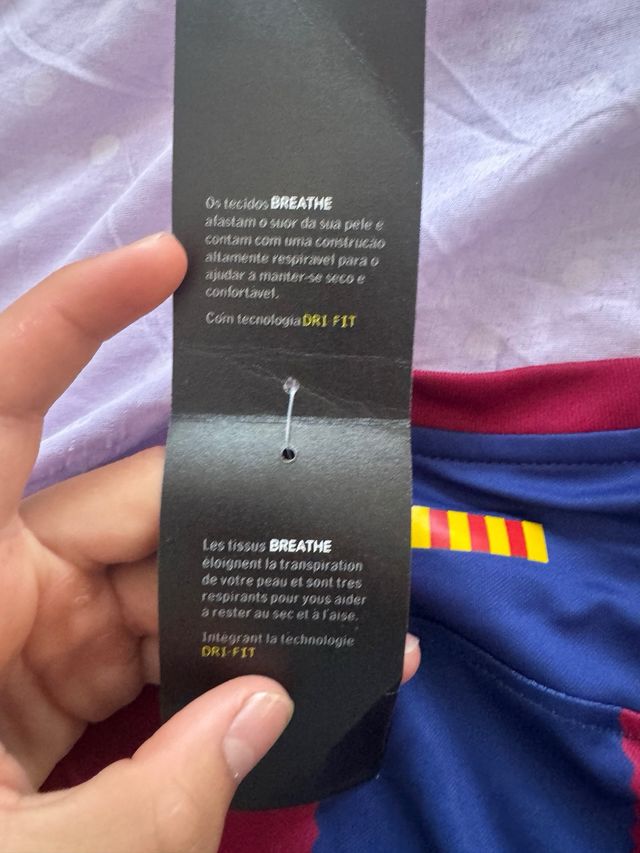 Os tecidos BREATHE
afastam o suor da sua pele e
contam com uma construcao
altamente respiravel para o
ajudar a manter-se seco e
confortavel.
Com tecnologia DRI FIT
Les tissus BREATHE
éloignent la transpiration
de votre peau et sont tres
respirants pour vous aider
à rester au sec et à l'aise.
Intégrant la technologie
DRI-FIT